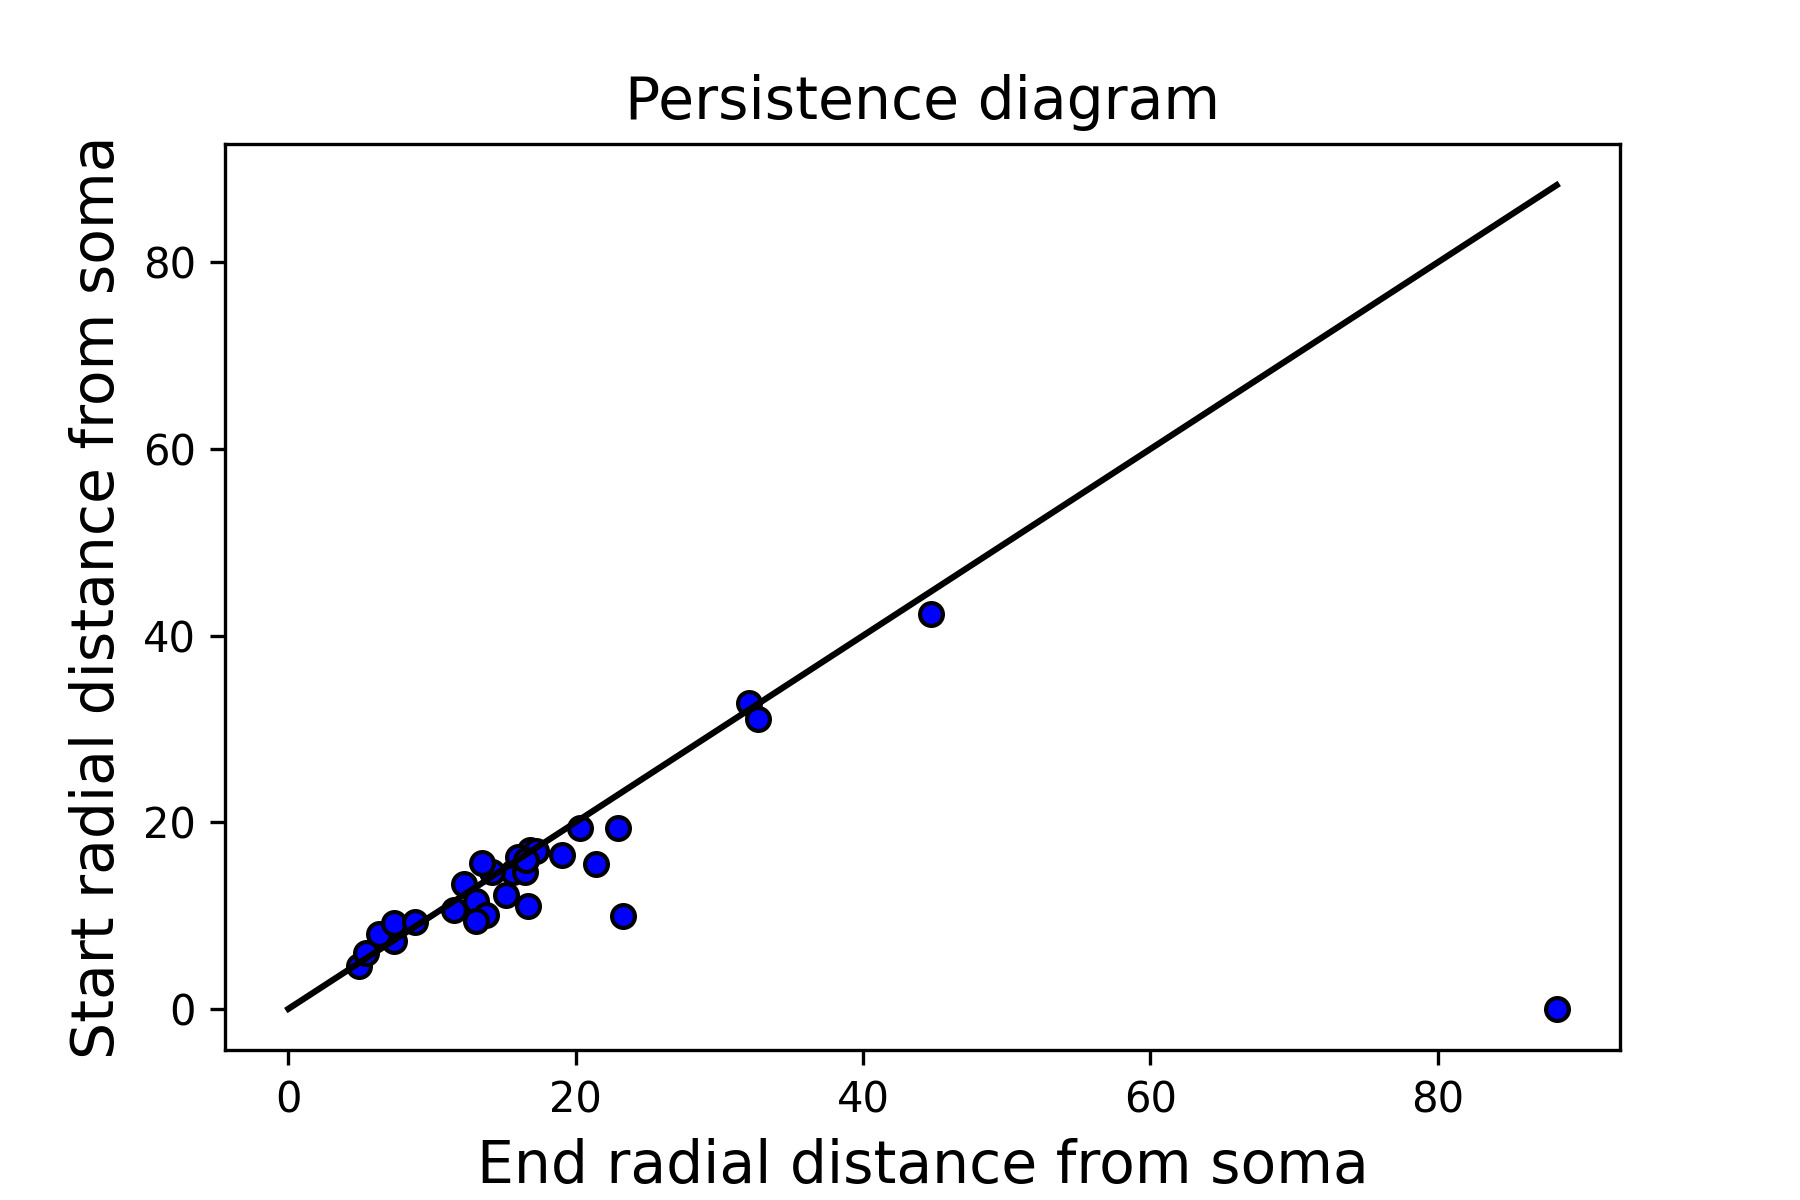 Persistence diagram
Start radial distance from soma
80
60
40
20
0
0 20 40 60 80
End radial distance from soma